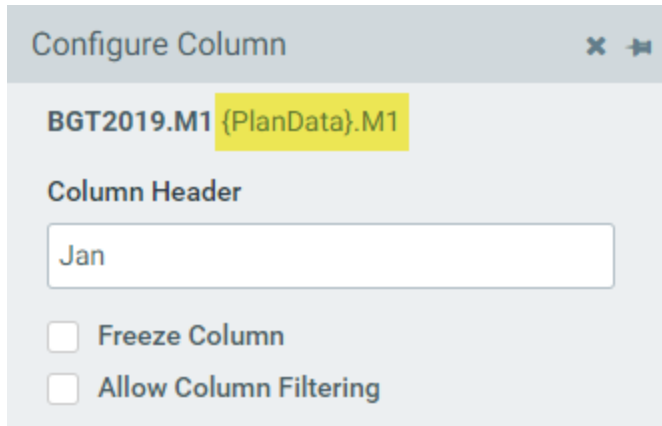 Configure Column
BGT2019.M1 {PlanData}.M1
Column Header
Jan
Freeze Column
Allow Column Filtering